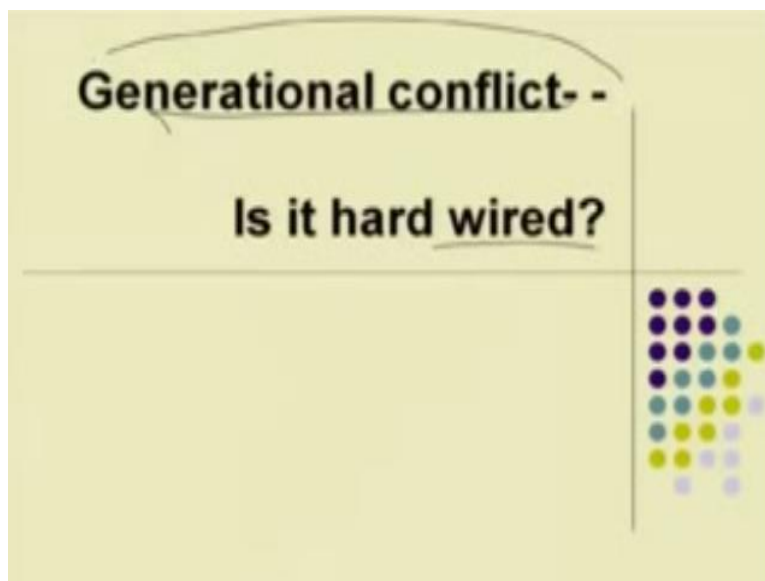 Generational conflict- -
Is it hard wired?